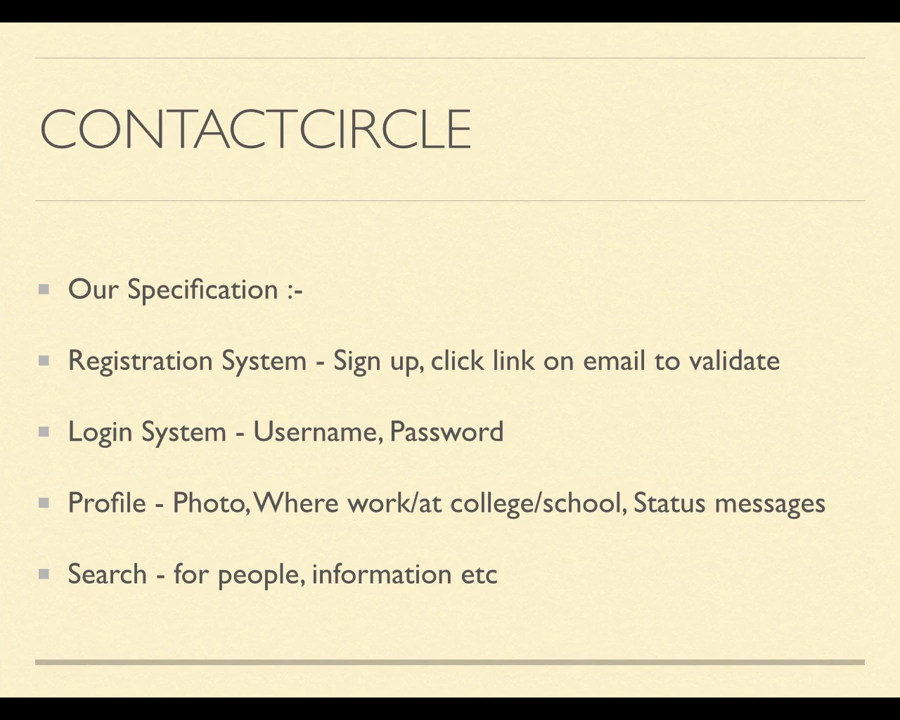 CONTACTCIRCLE
Our Specification :-
Registration System - Sign up, click link on email to validate
Login System - Username, Password
Profile - Photo, Where work/at college/school, Status messages
Search - for people, information etc